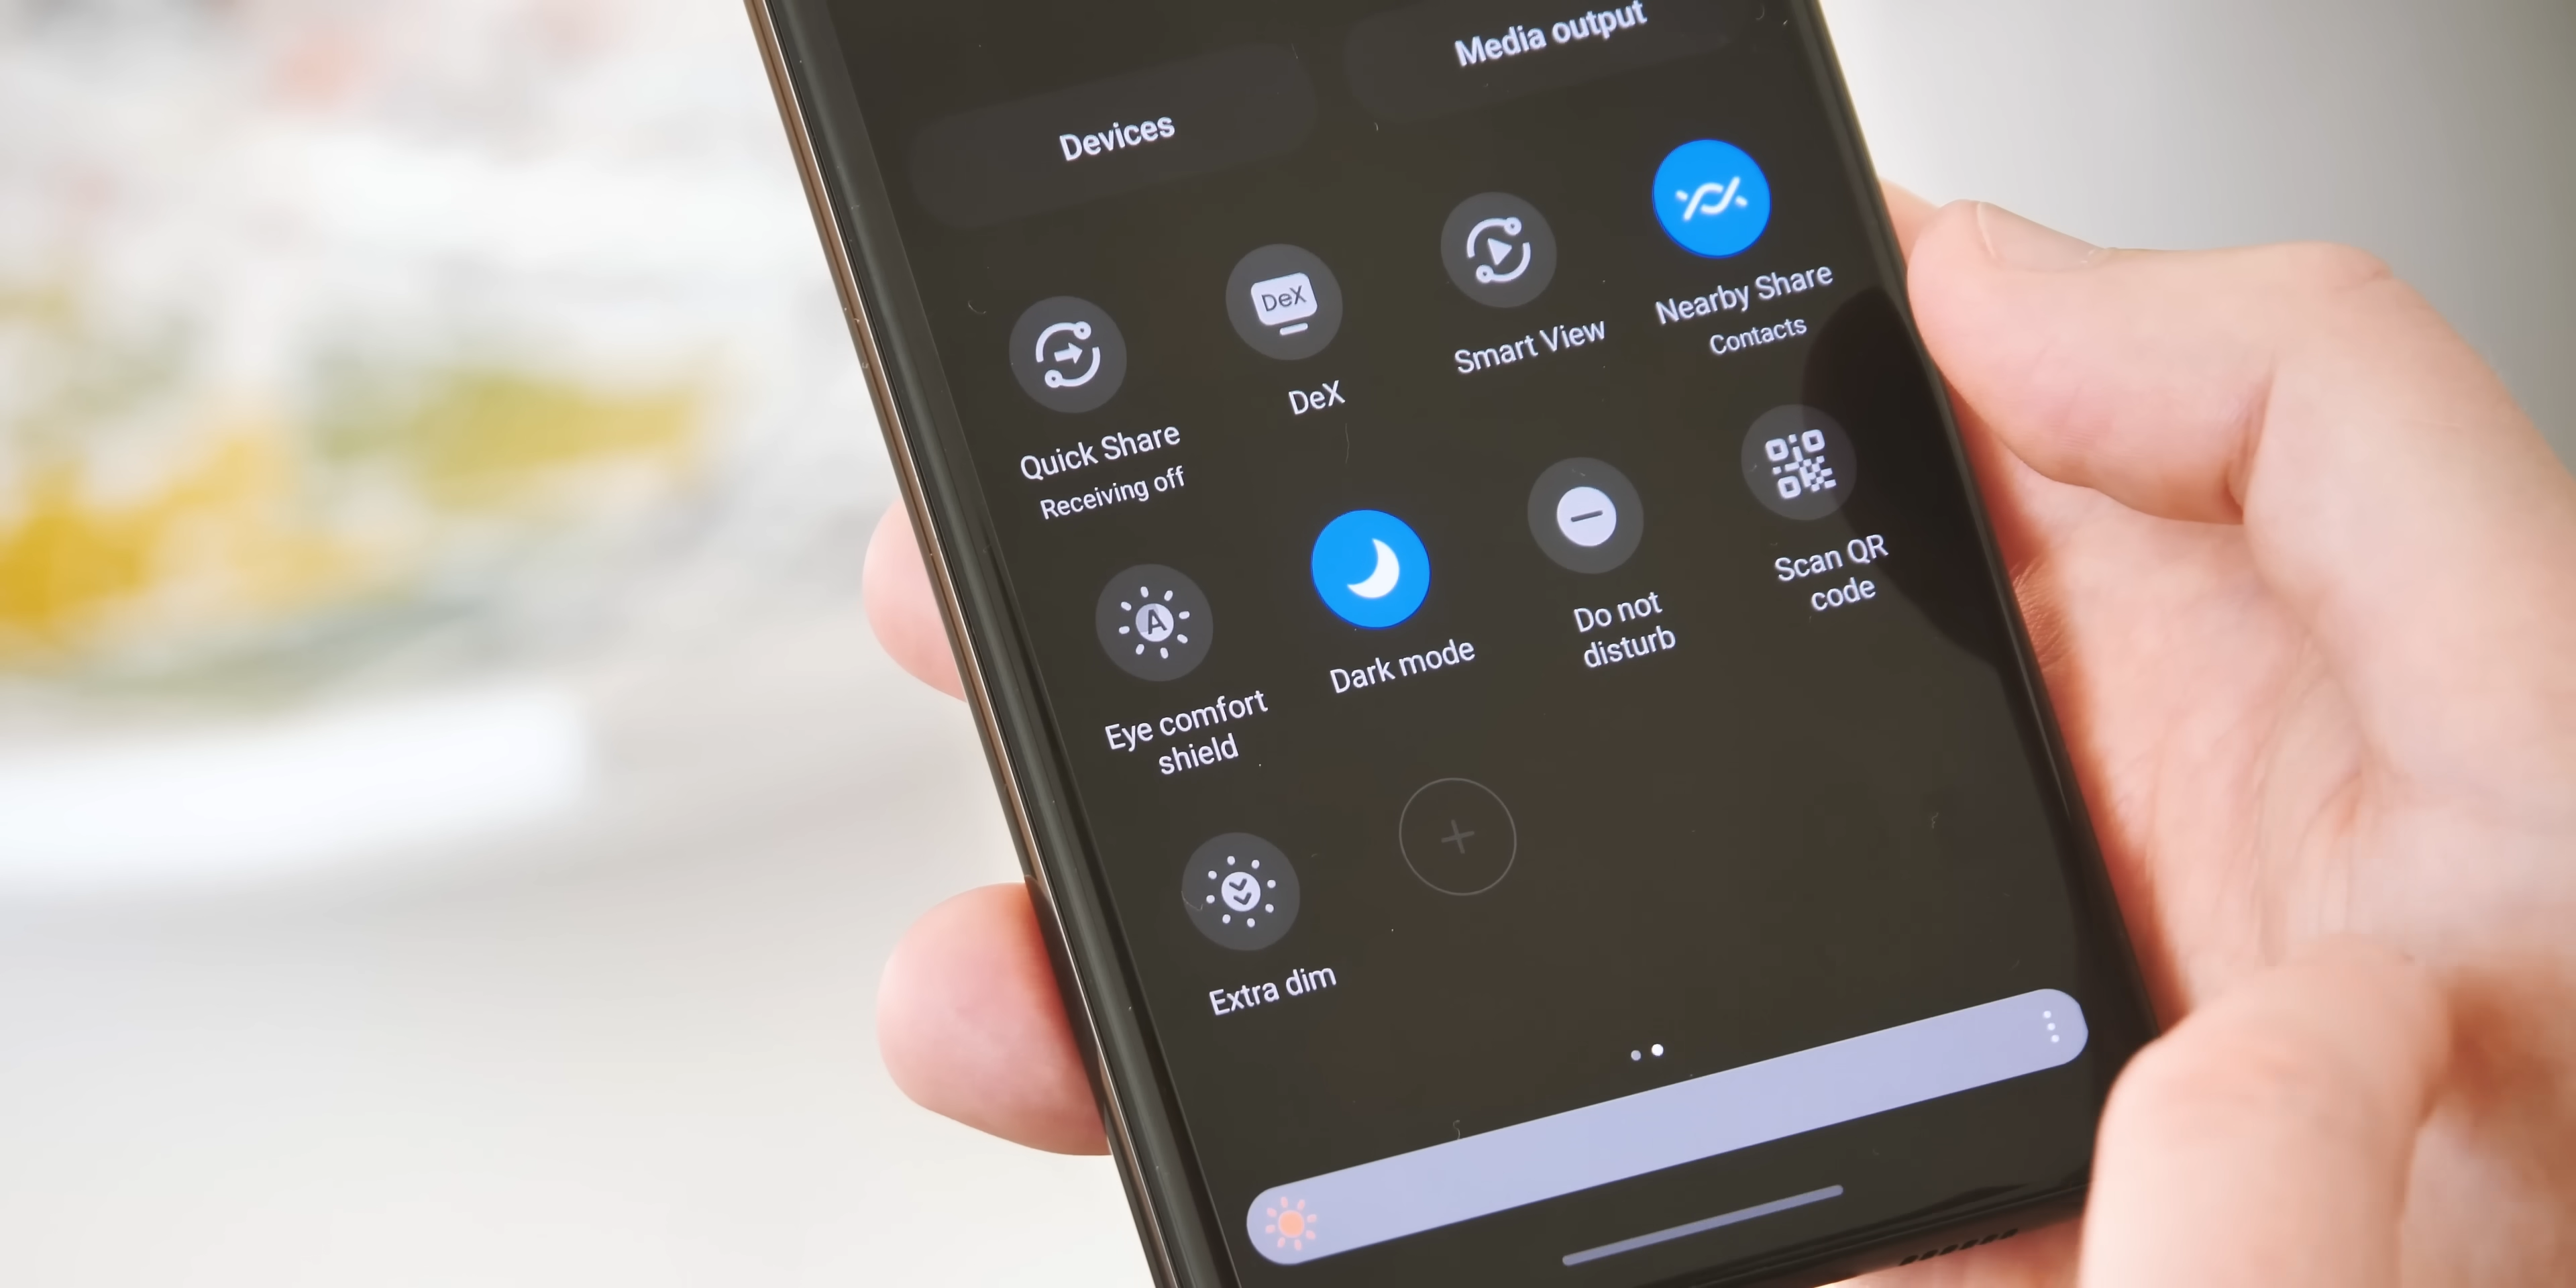 Media output
Devices
DeX
Quick Share
Receiving off
DeX
Smart View
Nearby Share
Contacts
A
Eye comfort
shield
Dark mode
Do not
disturb
Scan QR
code
Extra dim